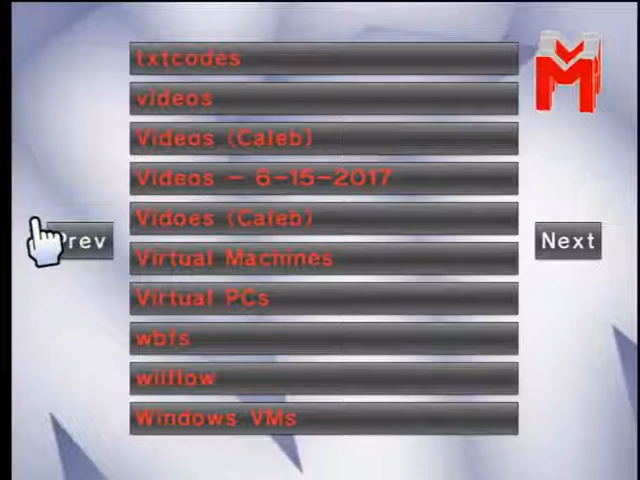 txtcodes
videos
Videos (Caleb)
Videos - 6-15-2017
Vidoes (Caleb)
Prev
Next
Virtual Machines
Virtual PCs
wbfs
wiiflow
Windows VMs
M